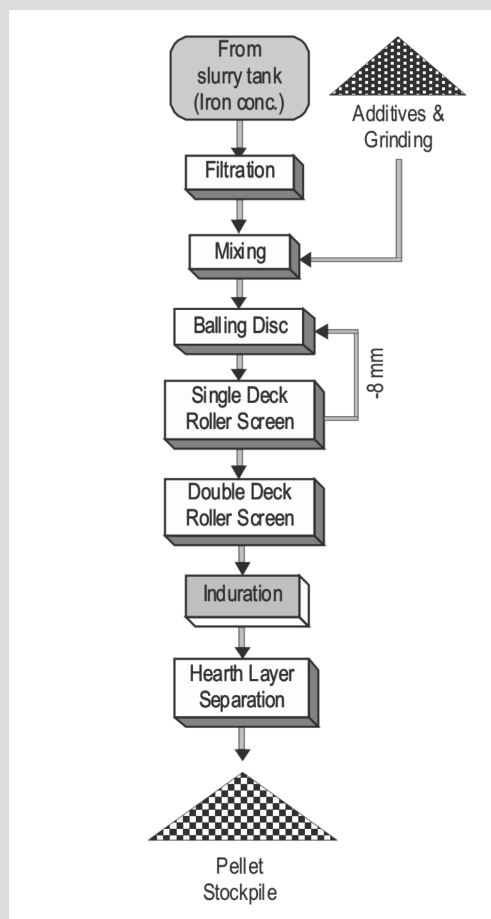 From
slurry tank
(Iron conc.)
Additives &
Grinding
Filtration
Mixing
Balling Disc
-8 mm
Single Deck
Roller Screen
Double Deck
Roller Screen
Induration
Hearth Layer
Separation
Pellet
Stockpile